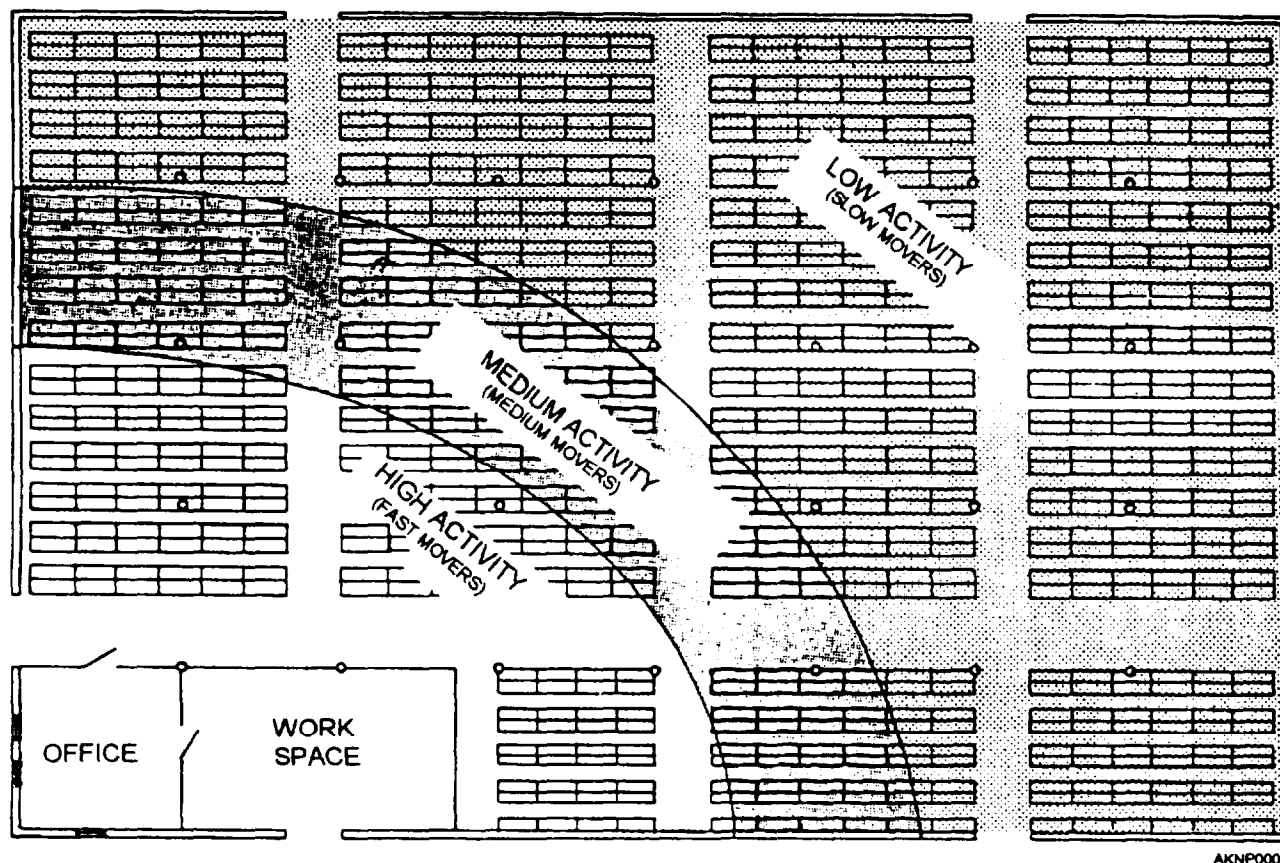 LOW ACTIVITY
(SLOW MOVERS)
MEDIUM ACTIVITY
(MEDIUM MOVERS)
HIGH ACTIVITY
(FAST MOVERS)
OFFICE
WORK
SPACE
AKNP000